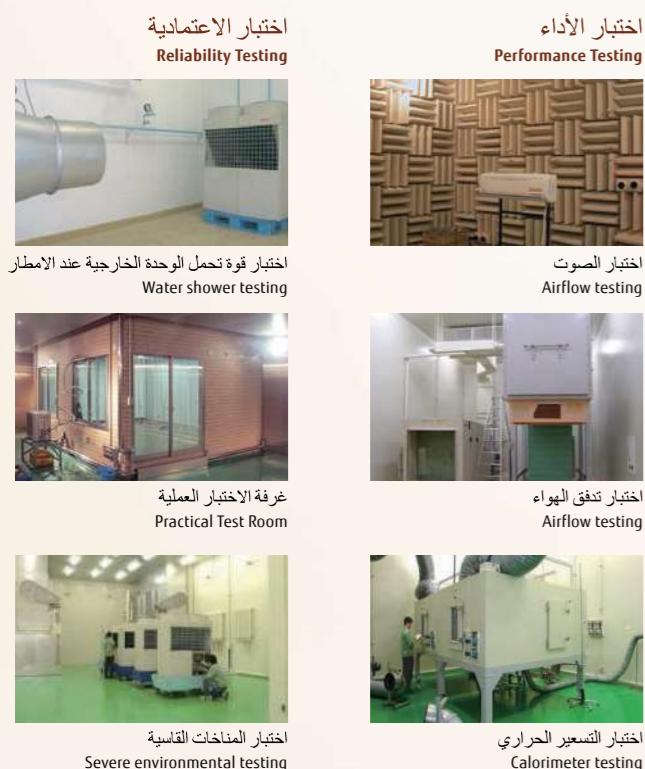 اختبار الأداء
Performance Testing
اختبار الصوت
Airflow testing
اختبار تدفق الهواء
Airflow testing
اختبار التسعير الحراري
Calorimeter testing
اختبار الاعتمادية
Reliability Testing
اختبار قوة تحمل الوحدة الخارجية عند الامطار
Water shower testing
غرفة الاختبار العملية
Practical Test Room
اختبار المناخات القاسية
Severe environmental testing